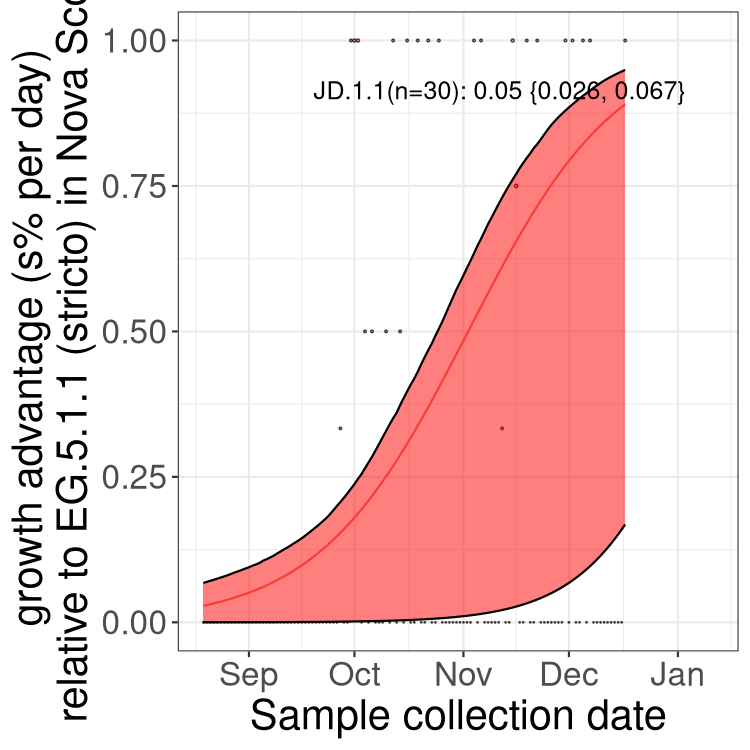 growth advantage (s% per day)
relative to EG.5.1.1 (stricto) in Nova
1.00
0.75
0.50
0.25
0.00
JD.1.1(n=30): 0.05 {0.026, 0.067}
Sep Oct Nov Dec Jan
Sample collection date